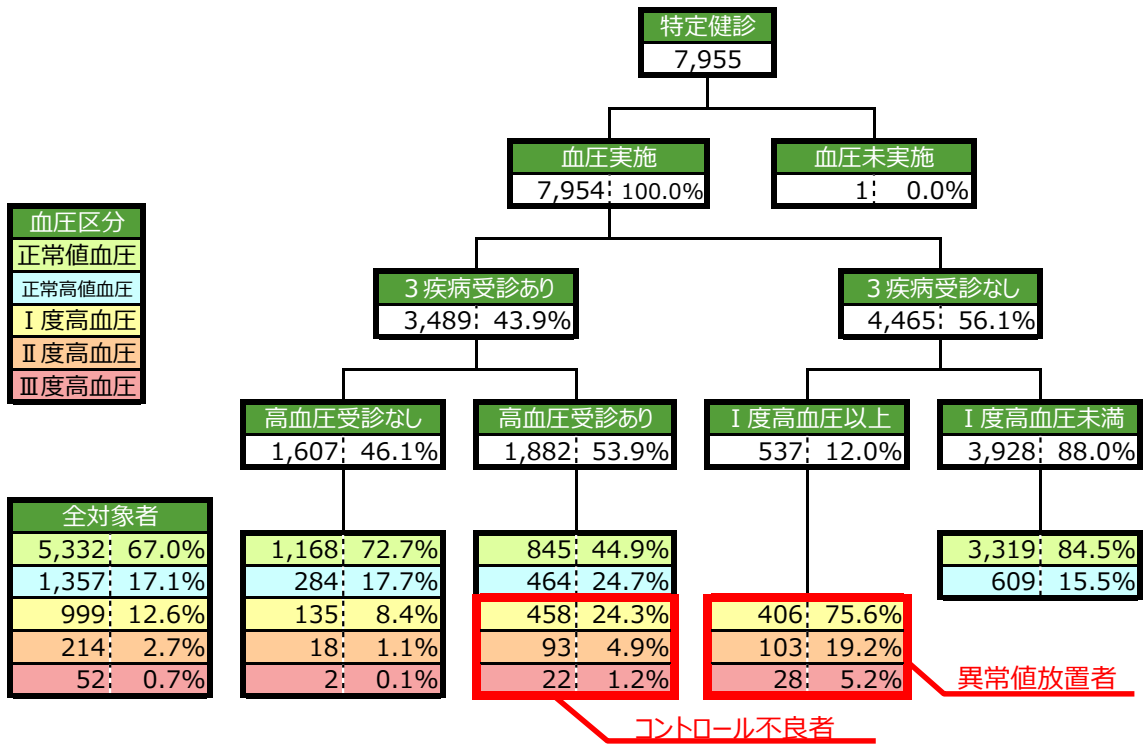 特定健診
7,955
血圧実施
7,954 100.0%
血圧未実施
1 0.0%
血圧区分
正常値血圧
正常高値血圧
Ⅰ度高血圧
Ⅱ度高血圧
Ⅲ度高血圧
3疾病受診あり
3,489 43.9%
3疾病受診なし
4,465 56.1%
高血圧受診なし
1,607 46.1%
高血圧受診あり
1,882 53.9%
Ⅰ度高血圧以上
537 12.0%
Ⅰ度高血圧未満
3,928 88.0%
全対象者
5,332 67.0%
1,357 17.1%
999 12.6%
214 2.7%
52 0.7%
1,168 72.7%
284 17.7%
135 8.4%
18 1.1%
2 0.1%
845 44.9%
464 24.7%
458 24.3%
93 4.9%
22 1.2%
406 75.6%
103 19.2%
28 5.2%
3,319 84.5%
609 15.5%
異常値放置者
コントロール不良者